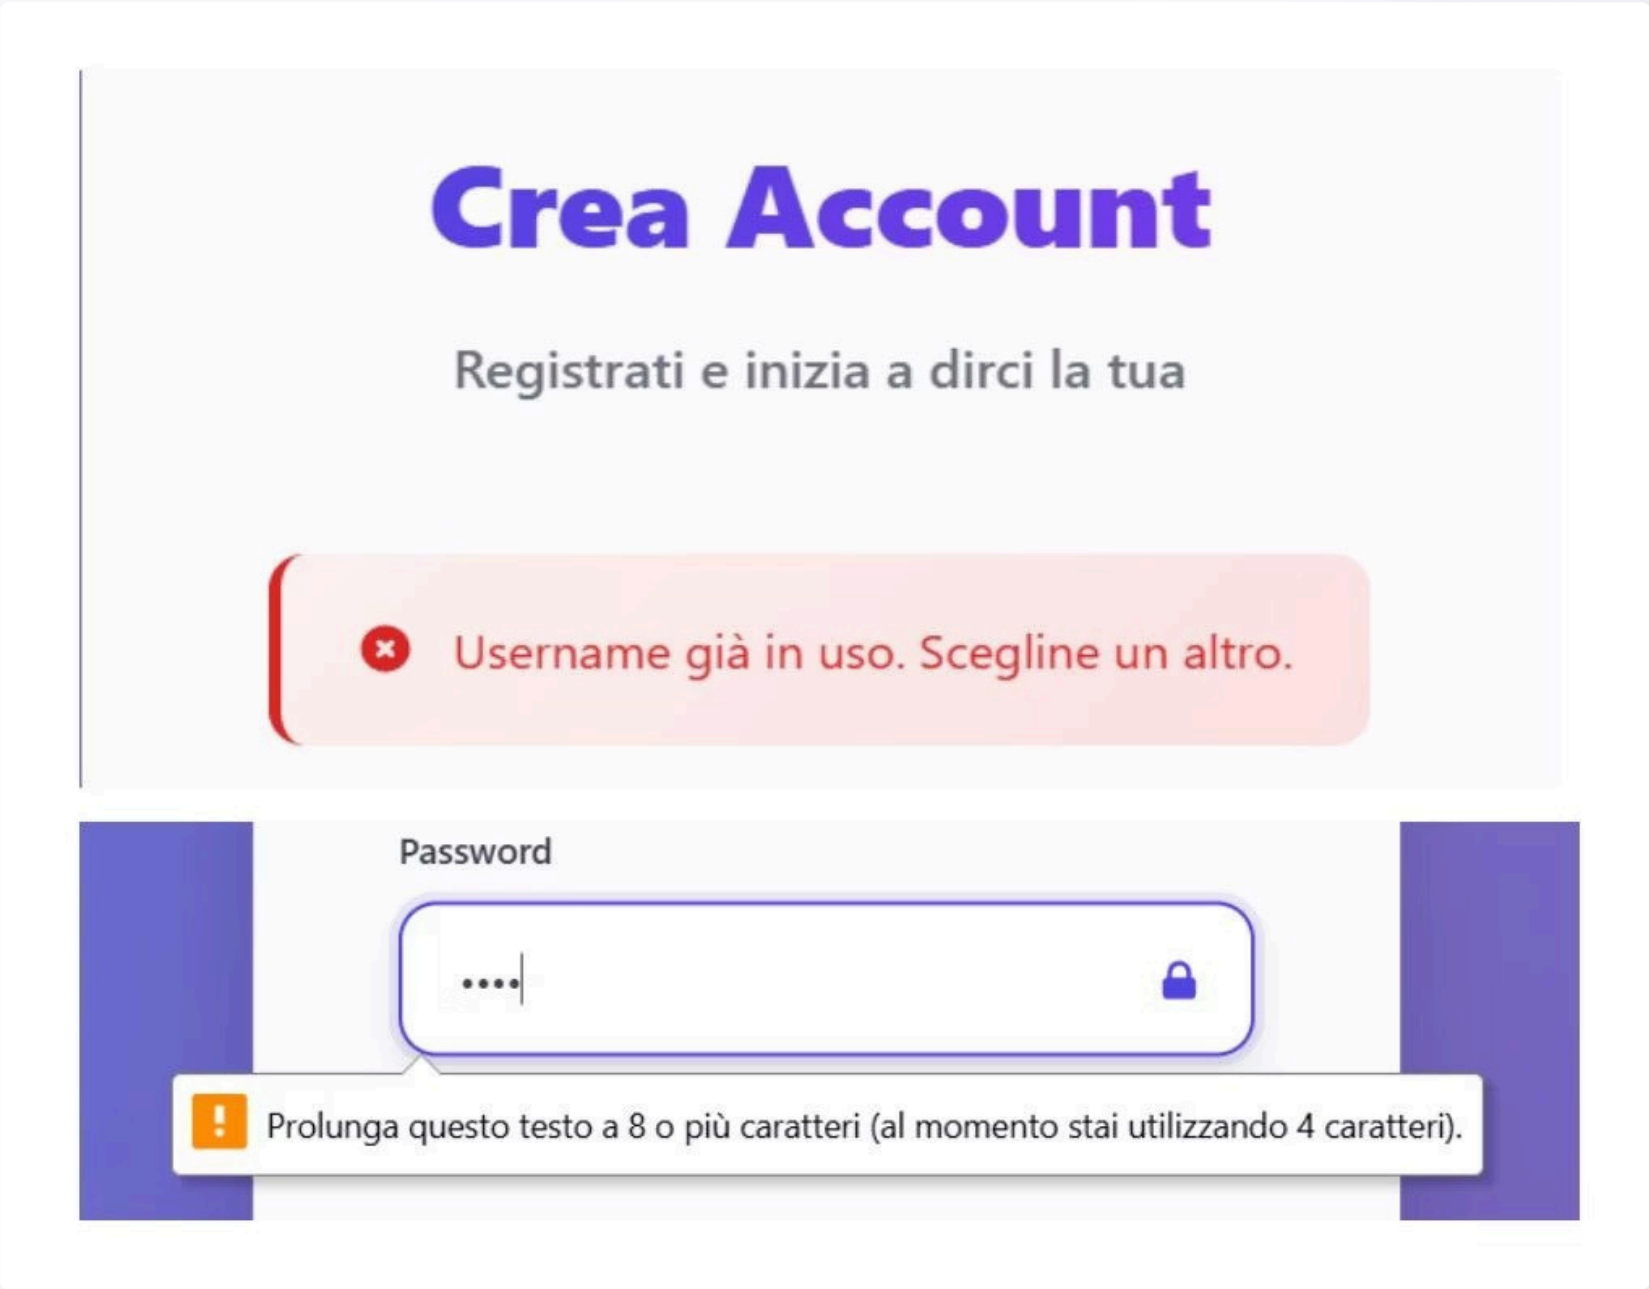 Crea Account
Registrati e inizia a dirci la tua
Username già in uso. Scegline un altro.
Password
Prolunga questo testo a 8 o più caratteri (al momento stai utilizzando 4 caratteri).